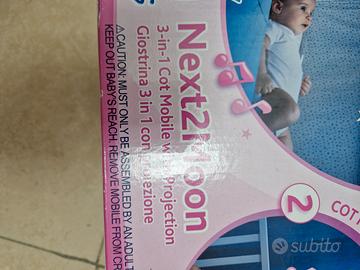 Next2Moon
3-in-1 Cot Mobile with projection
Giostrina 3 in 1 con proiezione
⚠CAUTION: MUST ONLY BE ASSEMBLED BY AN ADULT
KEEP OUT BABY'S REACH. REMOVE MOBILE FROM CR
2
COT
subito